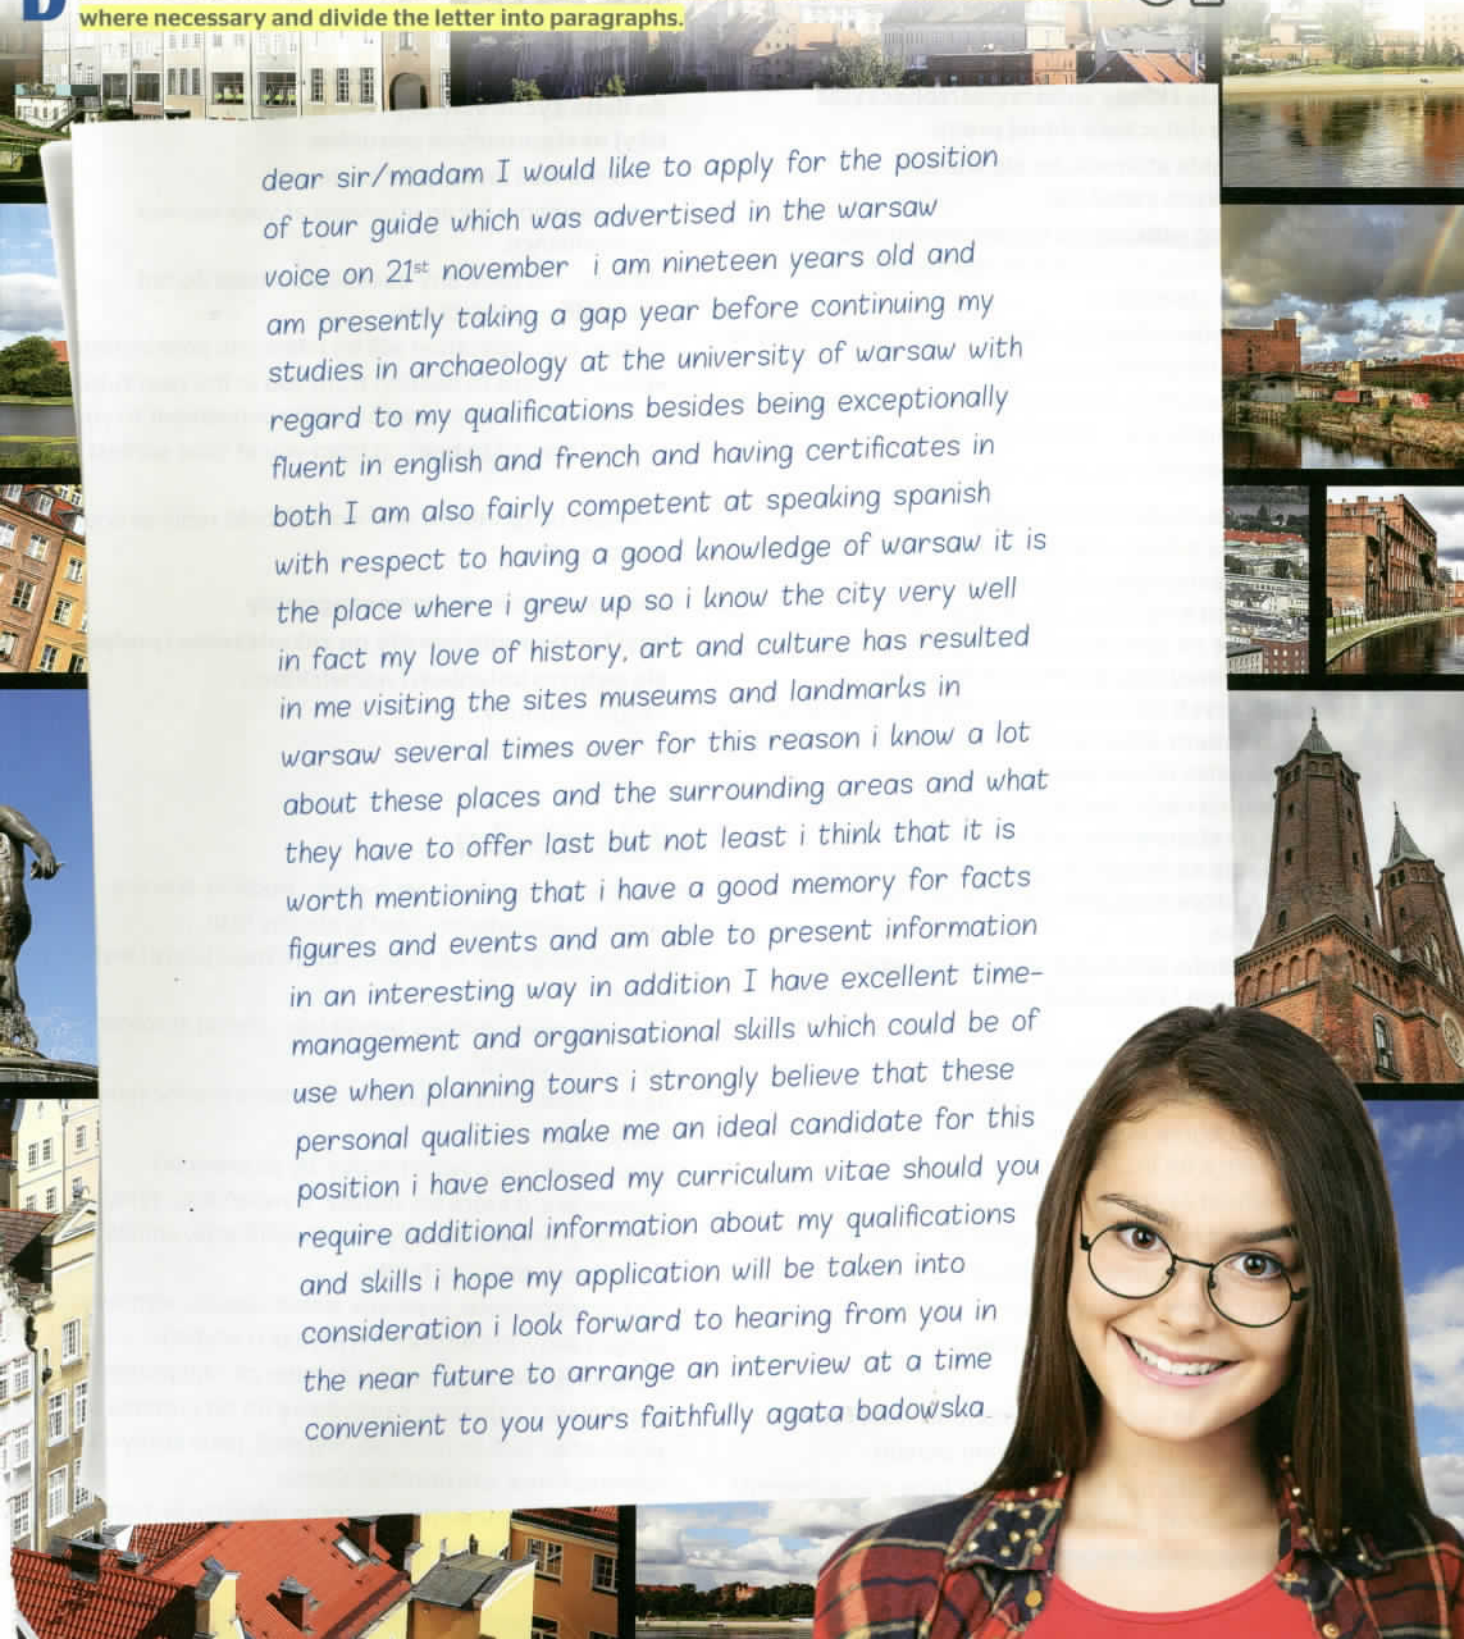 where necessary and divide the letter into paragraphs.
dear sir/madam I would like to apply for the position
of tour guide which was advertised in the warsaw
voice on 21st november i am nineteen years old and
am presently taking a gap year before continuing my
studies in archaeology at the university of warsaw with
regard to my qualifications besides being exceptionally
fluent in english and french and having certificates in
both I am also fairly competent at speaking spanish
with respect to having a good knowledge of warsaw it is
the place where i grew up so i know the city very well
in fact my love of history, art and culture has resulted
in me visiting the sites museums and landmarks in
warsaw several times over for this reason i know a lot
about these places and the surrounding areas and what
they have to offer last but not least i think that it is
worth mentioning that i have a good memory for facts
figures and events and am able to present information
in an interesting way in addition I have excellent time-
management and organisational skills which could be of
use when planning tours i strongly believe that these
personal qualities make me an ideal candidate for this
position i have enclosed my curriculum vitae should you
require additional information about my qualifications
and skills i hope my application will be taken into
consideration i look forward to hearing from you in
the near future to arrange an interview at a time
convenient to you yours faithfully agata badowska